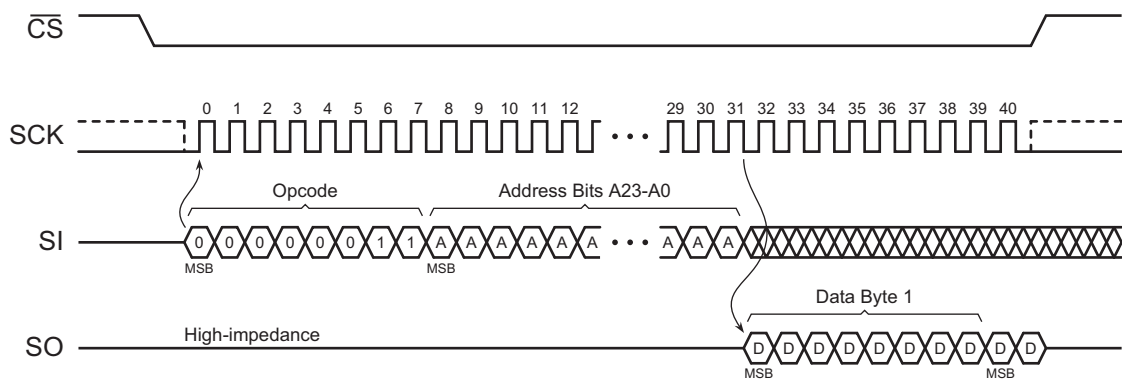 CS
0 1 2 3 4 5 6 7 8 9 10 11 12 29 30 31 32 33 34 35 36 37 38 39 40
SCK
Opcode Address Bits A23-A0
SI 0 0 0 0 0 0 1 1 A A A A A A A A A
MSB MSB
Data Byte 1
High-impedance
SO D D D D D D D D D D
MSB MSB